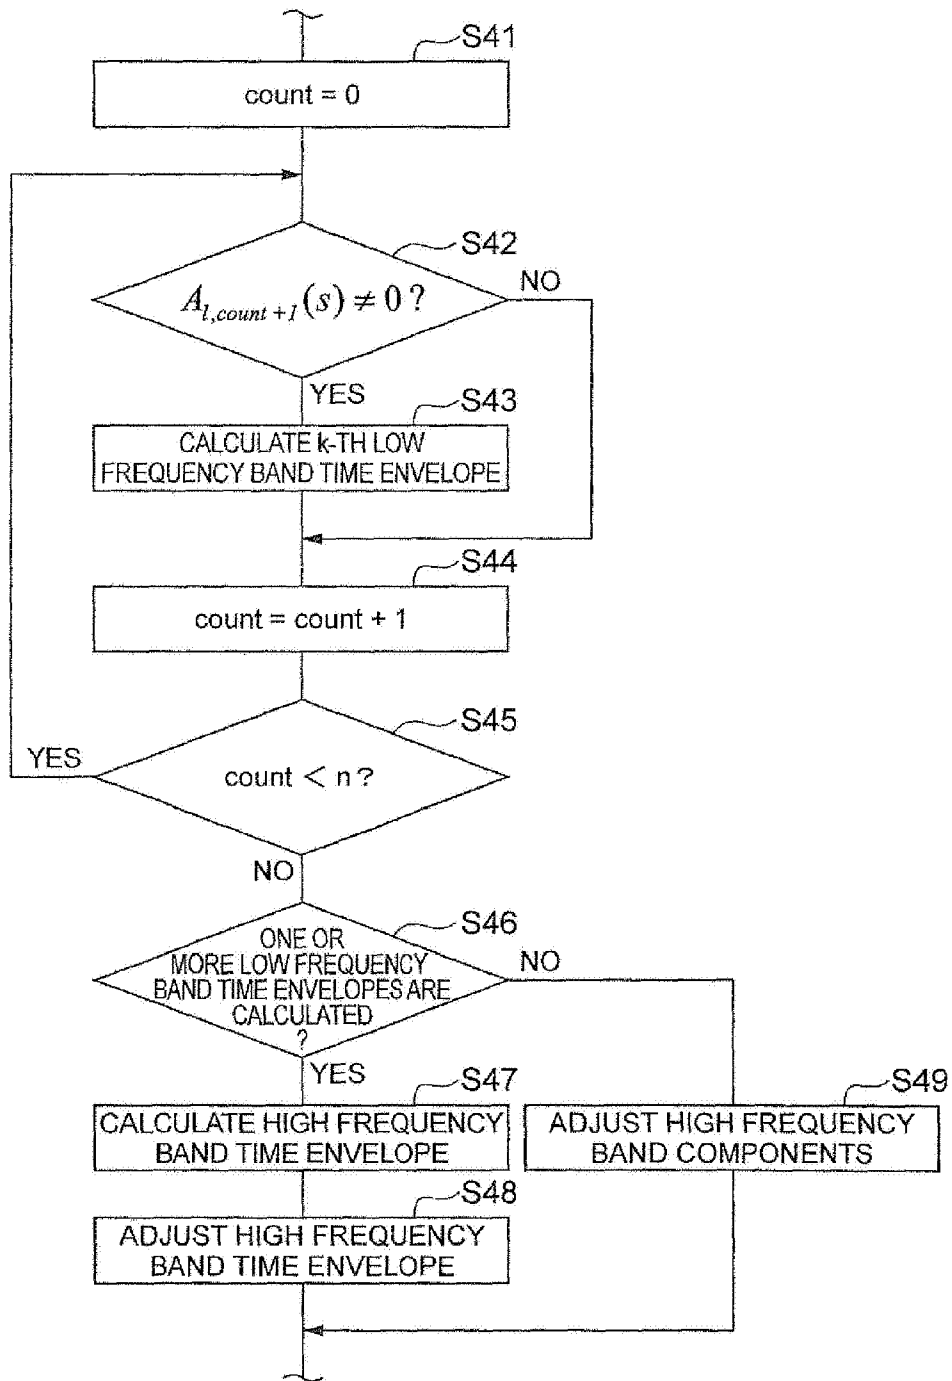 S41
count = 0
S42
A_{l,count+1}(s) ≠ 0 ?
NO
YES
S43
CALCULATE k-TH LOW
FREQUENCY BAND TIME ENVELOPE
S44
count = count + 1
S45
YES
count < n ?
NO
S46
ONE OR
MORE LOW FREQUENCY
BAND TIME ENVELOPES ARE
CALCULATED
?
NO
YES
S47
CALCULATE HIGH FREQUENCY
BAND TIME ENVELOPE
S49
ADJUST HIGH FREQUENCY
BAND COMPONENTS
S48
ADJUST HIGH FREQUENCY
BAND TIME ENVELOPE